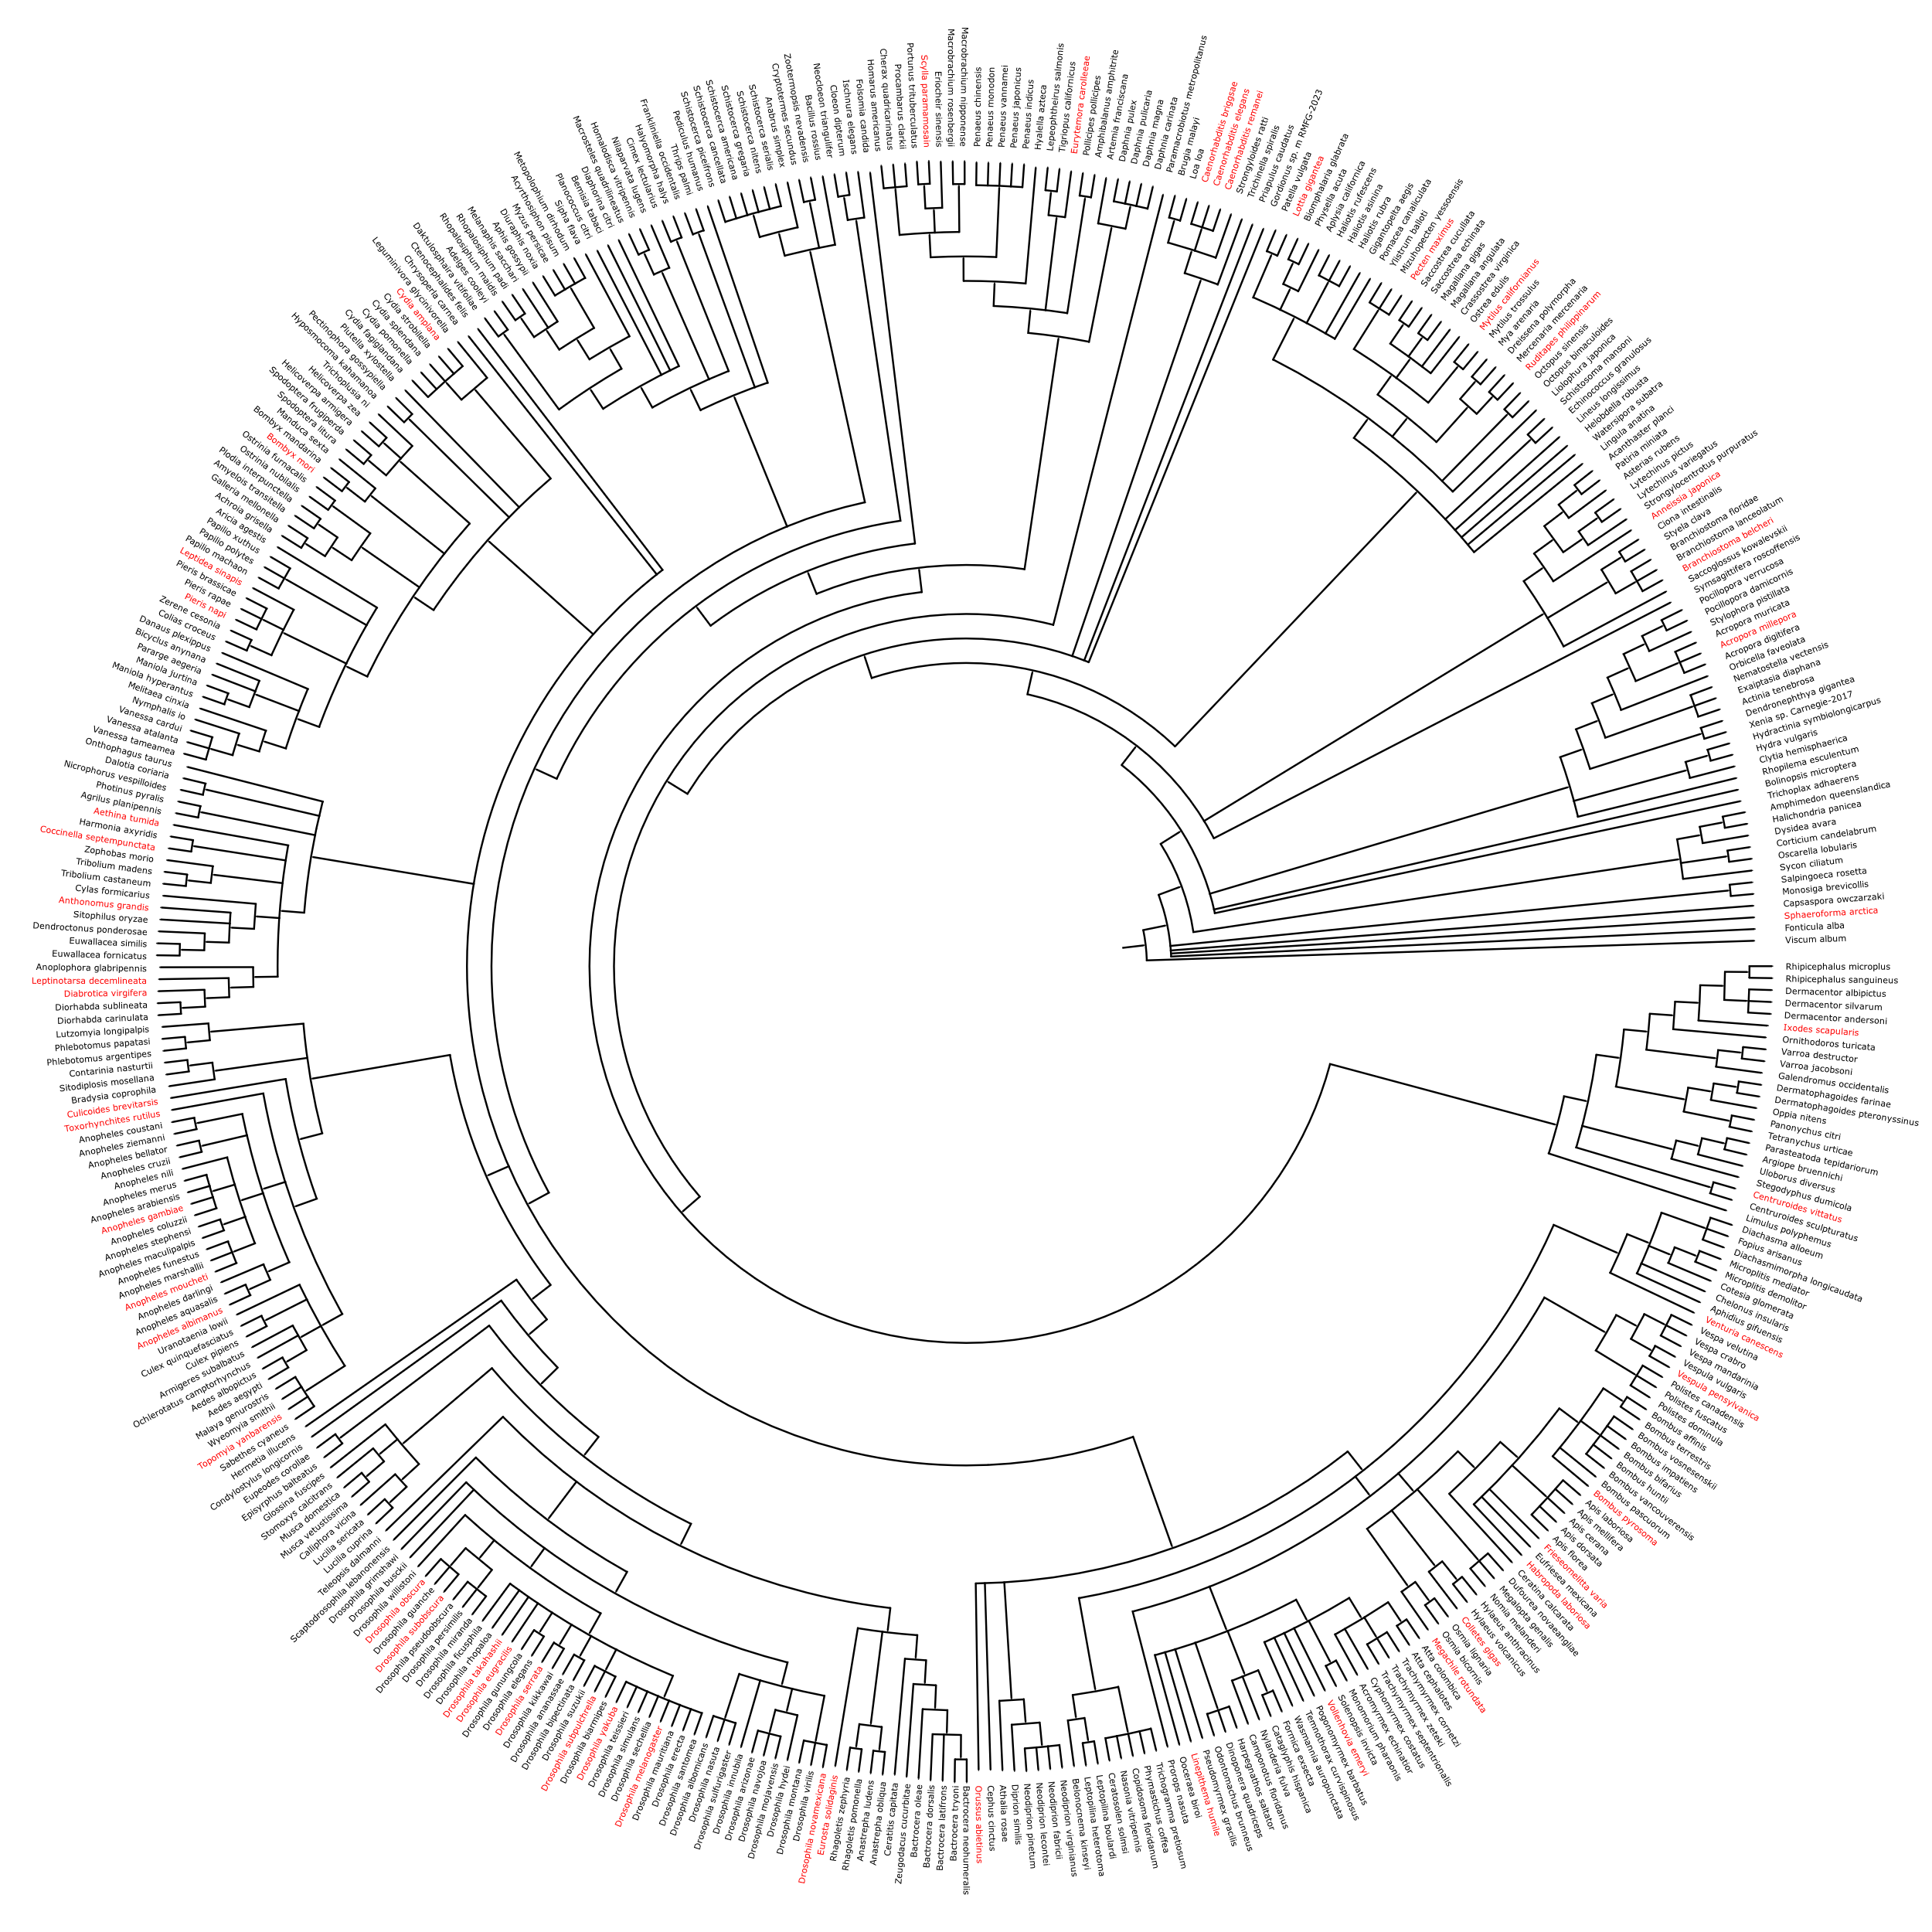 Macrobrachium nipponense
Penaeus chinensis
Penaeus monodon
Penaeus vannamei
Penaeus japonicus
Penaeus indicus
Hyalella azteca
Lepeophtheirus salmonis
Tigriopus californicus
Eurytemora carolleeae
Pollicipes pollicipes
Amphibalanus amphitrite
Artemia franciscana
Daphnia pulex
Daphnia pulicaria
Daphnia magna
Daphnia carinata
Paramacrobiotus metropolitanus
Brugia malayi
Loa loa
Caenorhabditis briggsae
Caenorhabditis elegans
Caenorhabditis remanei
Strongyloides ratti
Trichinella spiralis
Priapulus caudatus
Gordionus sp. m RMFG-2023
Patella vulgata
Lottia gigantea
Biomphalaria glabrata
Physella acuta
Aplysia californica
Haliotis rufescens
Haliotis asinina
Haliotis rubra
Gigantopelta aegis
Pomacea canaliculata
Ylistrum balloti
Mizuhopecten yessoensis
Pecten maximus
Saccostrea cucullata
Saccostrea echinata
Magallana gigas
Magallana angulata
Crassostrea virginica
Ostrea edulis
Mytilus californianus
Mytilus trossulus
Mya arenaria
Dreissena polymorpha
Mercenaria mercenaria
Ruditapes philippinarum
Octopus sinensis
Octopus bimaculoides
Liolophura japonica
Schistosoma mansoni
Echinococcus granulosus
Lineus longissimus
Helobdella robusta
Watersipora subatra
Lingula anatina
Acanthaster planci
Patiria miniata
Asterias rubens
Lytechinus pictus
Lytechinus variegatus
Strongylocentrotus purpuratus
Anneissia japonica
Ciona intestinalis
Styela clava
Branchiostoma floridae
Branchiostoma lanceolatum
Branchiostoma belcheri
Saccoglossus kowalevskii
Symsagittifera roscoffensis
Pocillopora verrucosa
Pocillopora damicornis
Stylophora pistillata
Acropora muricata
Acropora millepora
Acropora digitifera
Orbicella faveolata
Nematostella vectensis
Exaiptasia diaphana
Actinia tenebrosa
Dendronephthya gigantea
Xenia sp. Carnegie-2017
Hydractinia symbiolongicarpus
Hydra vulgaris
Clytia hemisphaerica
Rhopilema esculentum
Bolinopsis microptera
Trichoplax adhaerens
Amphimedon queenslandica
Halichondria panicea
Dysidea avara
Corticium candelabrum
Oscarella lobularis
Sycon ciliatum
Salpingoeca rosetta
Monosiga brevicollis
Capsaspora owczarzaki
Sphaeroforma arctica
Fonticula alba
Viscum album
Rhipicephalus microplus
Rhipicephalus sanguineus
Dermacentor albipictus
Dermacentor silvarum
Dermacentor andersoni
Ixodes scapularis
Ornithodoros turicata
Varroa destructor
Varroa jacobsoni
Galendromus occidentalis
Dermatophagoides farinae
Dermatophagoides pteronyssinus
Oppia nitens
Panonychus citri
Tetranychus urticae
Parasteatoda tepidariorum
Argiope bruennichi
Uloborus diversus
Stegodyphus dumicola
Centruroides vittatus
Centruroides sculpturatus
Limulus polyphemus
Diachasma alloeum
Fopius arisanus
Diachasmimorpha longicaudata
Microplitis mediator
Microplitis demolitor
Cotesia glomerata
Chelonus insularis
Aphidius gifuensis
Venturia canescens
Vespa velutina
Vespa crabro
Vespa mandarinia
Vespula vulgaris
Vespula pensylvanica
Polistes canadensis
Polistes fuscatus
Polistes dominula
Bombus affinis
Bombus terrestris
Bombus vosnesenskii
Bombus impatiens
Bombus bifarius
Bombus huntii
Bombus vancouverensis
Bombus pascuorum
Bombus pyrosoma
Apis laboriosa
Apis mellifera
Apis cerana
Apis dorsata
Apis florea
Frieseomelitta varia
Eufriesea mexicana
Habropoda laboriosa
Ceratina calcarata
Dufourea novaeangliae
Megalopta genalis
Nomia melanderi
Hylaeus anthracinus
Hylaeus volcanicus
Colletes gigas
Osmia lignaria
Osmia bicornis
Megachile rotundata
Atta colombica
Atta cephalotes
Trachymyrmex cornetzi
Trachymyrmex zeteki
Trachymyrmex septentrionalis
Cyphomyrmex costatus
Acromyrmex echinatior
Monomorium pharaonis
Solenopsis invicta
Vollenhovia emeryi
Pogonomyrmex barbatus
Temnothorax curvispinosus
Wasmannia auropunctata
Formica exsecta
Cataglyphis hispanica
Nylanderia fulva
Camponotus floridanus
Harpegnathos saltator
Dinoponera quadriceps
Odontomachus brunneus
Pseudomyrmex gracilis
Linepithema humile
Ooceraea biroi
Prorops nasuta
Trichogramma pretiosum
Phymastichus coffea
Copidosoma floridanum
Nasonia vitripennis
Ceratosolen solmsi
Leptopilina boulardi
Leptopilina heterotoma
Belonocnema kinseyi
Neodiprion virginianus
Neodiprion fabricii
Neodiprion lecontei
Neodiprion pinetum
Diprion similis
Athalia rosae
Cephus cinctus
Orussus abietinus
Bactrocera neohumeralis
Bactrocera tryoni
Bactrocera latifrons
Bactrocera dorsalis
Bactrocera oleae
Zeugodacus cucurbitae
Ceratitis capitata
Anastrepha obliqua
Anastrepha ludens
Rhagoletis pomonella
Rhagoletis zephyria
Eurosta solidaginis
Drosophila novamexicana
Drosophila virilis
Drosophila montana
Drosophila hydei
Drosophila mojavensis
Drosophila navojoa
Drosophila arizonae
Drosophila innubila
Drosophila sulfurigaster
Drosophila nasuta
Drosophila albomicans
Drosophila santomea
Drosophila erecta
Drosophila mauritiana
Drosophila melanogaster
Drosophila sechellia
Drosophila simulans
Drosophila teissieri
Drosophila yakuba
Drosophila biarmipes
Drosophila subpulchrella
Drosophila suzukii
Drosophila bipectinata
Drosophila ananassae
Drosophila kikkawai
Drosophila serrata
Drosophila elegans
Drosophila gunungcola
Drosophila eugracilis
Drosophila takahashii
Drosophila rhopaloa
Drosophila ficusphila
Drosophila miranda
Drosophila persimilis
Drosophila pseudoobscura
Drosophila subobscura
Drosophila guanche
Drosophila obscura
Drosophila willistoni
Drosophila busckii
Drosophila grimshawi
Scaptodrosophila lebanonensis
Teleopsis dalmanni
Lucilia cuprina
Lucilia sericata
Calliphora vicina
Musca vetustissima
Musca domestica
Stomoxys calcitrans
Glossina fuscipes
Episyrphus balteatus
Eupeodes corollae
Condylostylus longicornis
Hermetia illucens
Sabethes cyaneus
Topomyia yanbarensis
Wyeomyia smithii
Malaya genurostris
Aedes aegypti
Aedes albopictus
Ochlerotatus camptorhynchus
Armigeres subalbatus
Culex pipiens
Culex quinquefasciatus
Uranotaenia lowii
Anopheles albimanus
Anopheles aquasalis
Anopheles darlingi
Anopheles moucheti
Anopheles marshallii
Anopheles funestus
Anopheles maculipalpis
Anopheles stephensi
Anopheles coluzzii
Anopheles gambiae
Anopheles arabiensis
Anopheles merus
Anopheles nili
Anopheles cruzii
Anopheles bellator
Anopheles ziemanni
Anopheles coustani
Toxorhynchites rutilus
Culicoides brevitarsis
Bradysia coprophila
Sitodiplosis mosellana
Contarinia nasturtii
Phlebotomus argentipes
Phlebotomus papatasi
Lutzomyia longipalpis
Diorhabda carinulata
Diorhabda sublineata
Diabrotica virgifera
Leptinotarsa decemlineata
Anoplophora glabripennis
Euwallacea fornicatus
Euwallacea similis
Dendroctonus ponderosae
Sitophilus oryzae
Anthonomus grandis
Cylas formicarius
Tribolium castaneum
Tribolium madens
Zophobas morio
Coccinella septempunctata
Harmonia axyridis
Aethina tumida
Agrilus planipennis
Photinus pyralis
Nicrophorus vespilloides
Dalotia coriaria
Onthophagus taurus
Vanessa tameamea
Vanessa atalanta
Vanessa cardui
Nymphalis io
Melitaea cinxia
Maniola hyperantus
Maniola jurtina
Pararge aegeria
Bicyclus anynana
Danaus plexippus
Colias croceus
Zerene cesonia
Pieris napi
Pieris rapae
Pieris brassicae
Leptidea sinapis
Papilio machaon
Papilio polytes
Papilio xuthus
Aricia agestis
Achroia grisella
Galleria mellonella
Amyelois transitella
Plodia interpunctella
Ostrinia nubilalis
Ostrinia furnacalis
Bombyx mori
Bombyx mandarina
Manduca sexta
Spodoptera litura
Spodoptera frugiperda
Helicoverpa armigera
Helicoverpa zea
Trichoplusia ni
Hyposmocoma kahamanoa
Pectinophora gossypiella
Plutella xylostella
Cydia fagiglandana
Cydia pomonella
Cydia splendana
Cydia strobilella
Cydia amplana
Leguminivora glycinivorella
Chrysoperla carnea
Ctenocephalides felis
Daktulosphaira vitifoliae
Adelges cooleyi
Rhopalosiphum maidis
Rhopalosiphum padi
Melanaphis sacchari
Aphis gossypii
Diuraphis noxia
Myzus persicae
Acyrthosiphon pisum
Metopolophium dirhodum
Sipha flava
Planococcus citri
Bemisia tabaci
Diaphorina citri
Macrosteles quadrilineatus
Homalodisca vitripennis
Nilaparvata lugens
Cimex lectularius
Halyomorpha halys
Frankliniella occidentalis
Thrips palmi
Pediculus humanus
Schistocerca piceifrons
Schistocerca cancellata
Schistocerca americana
Schistocerca gregaria
Schistocerca nitens
Schistocerca serialis
Anabrus simplex
Cryptotermes secundus
Zootermopsis nevadensis
Bacillus rossius
Neocloeon triangulifer
Cloeon dipterum
Ischnura elegans
Folsomia candida
Homarus americanus
Cherax quadricarinatus
Procambarus clarkii
Portunus trituberculatus
Scylla paramamosain
Eriocheir sinensis
Macrobrachium rosenbergii